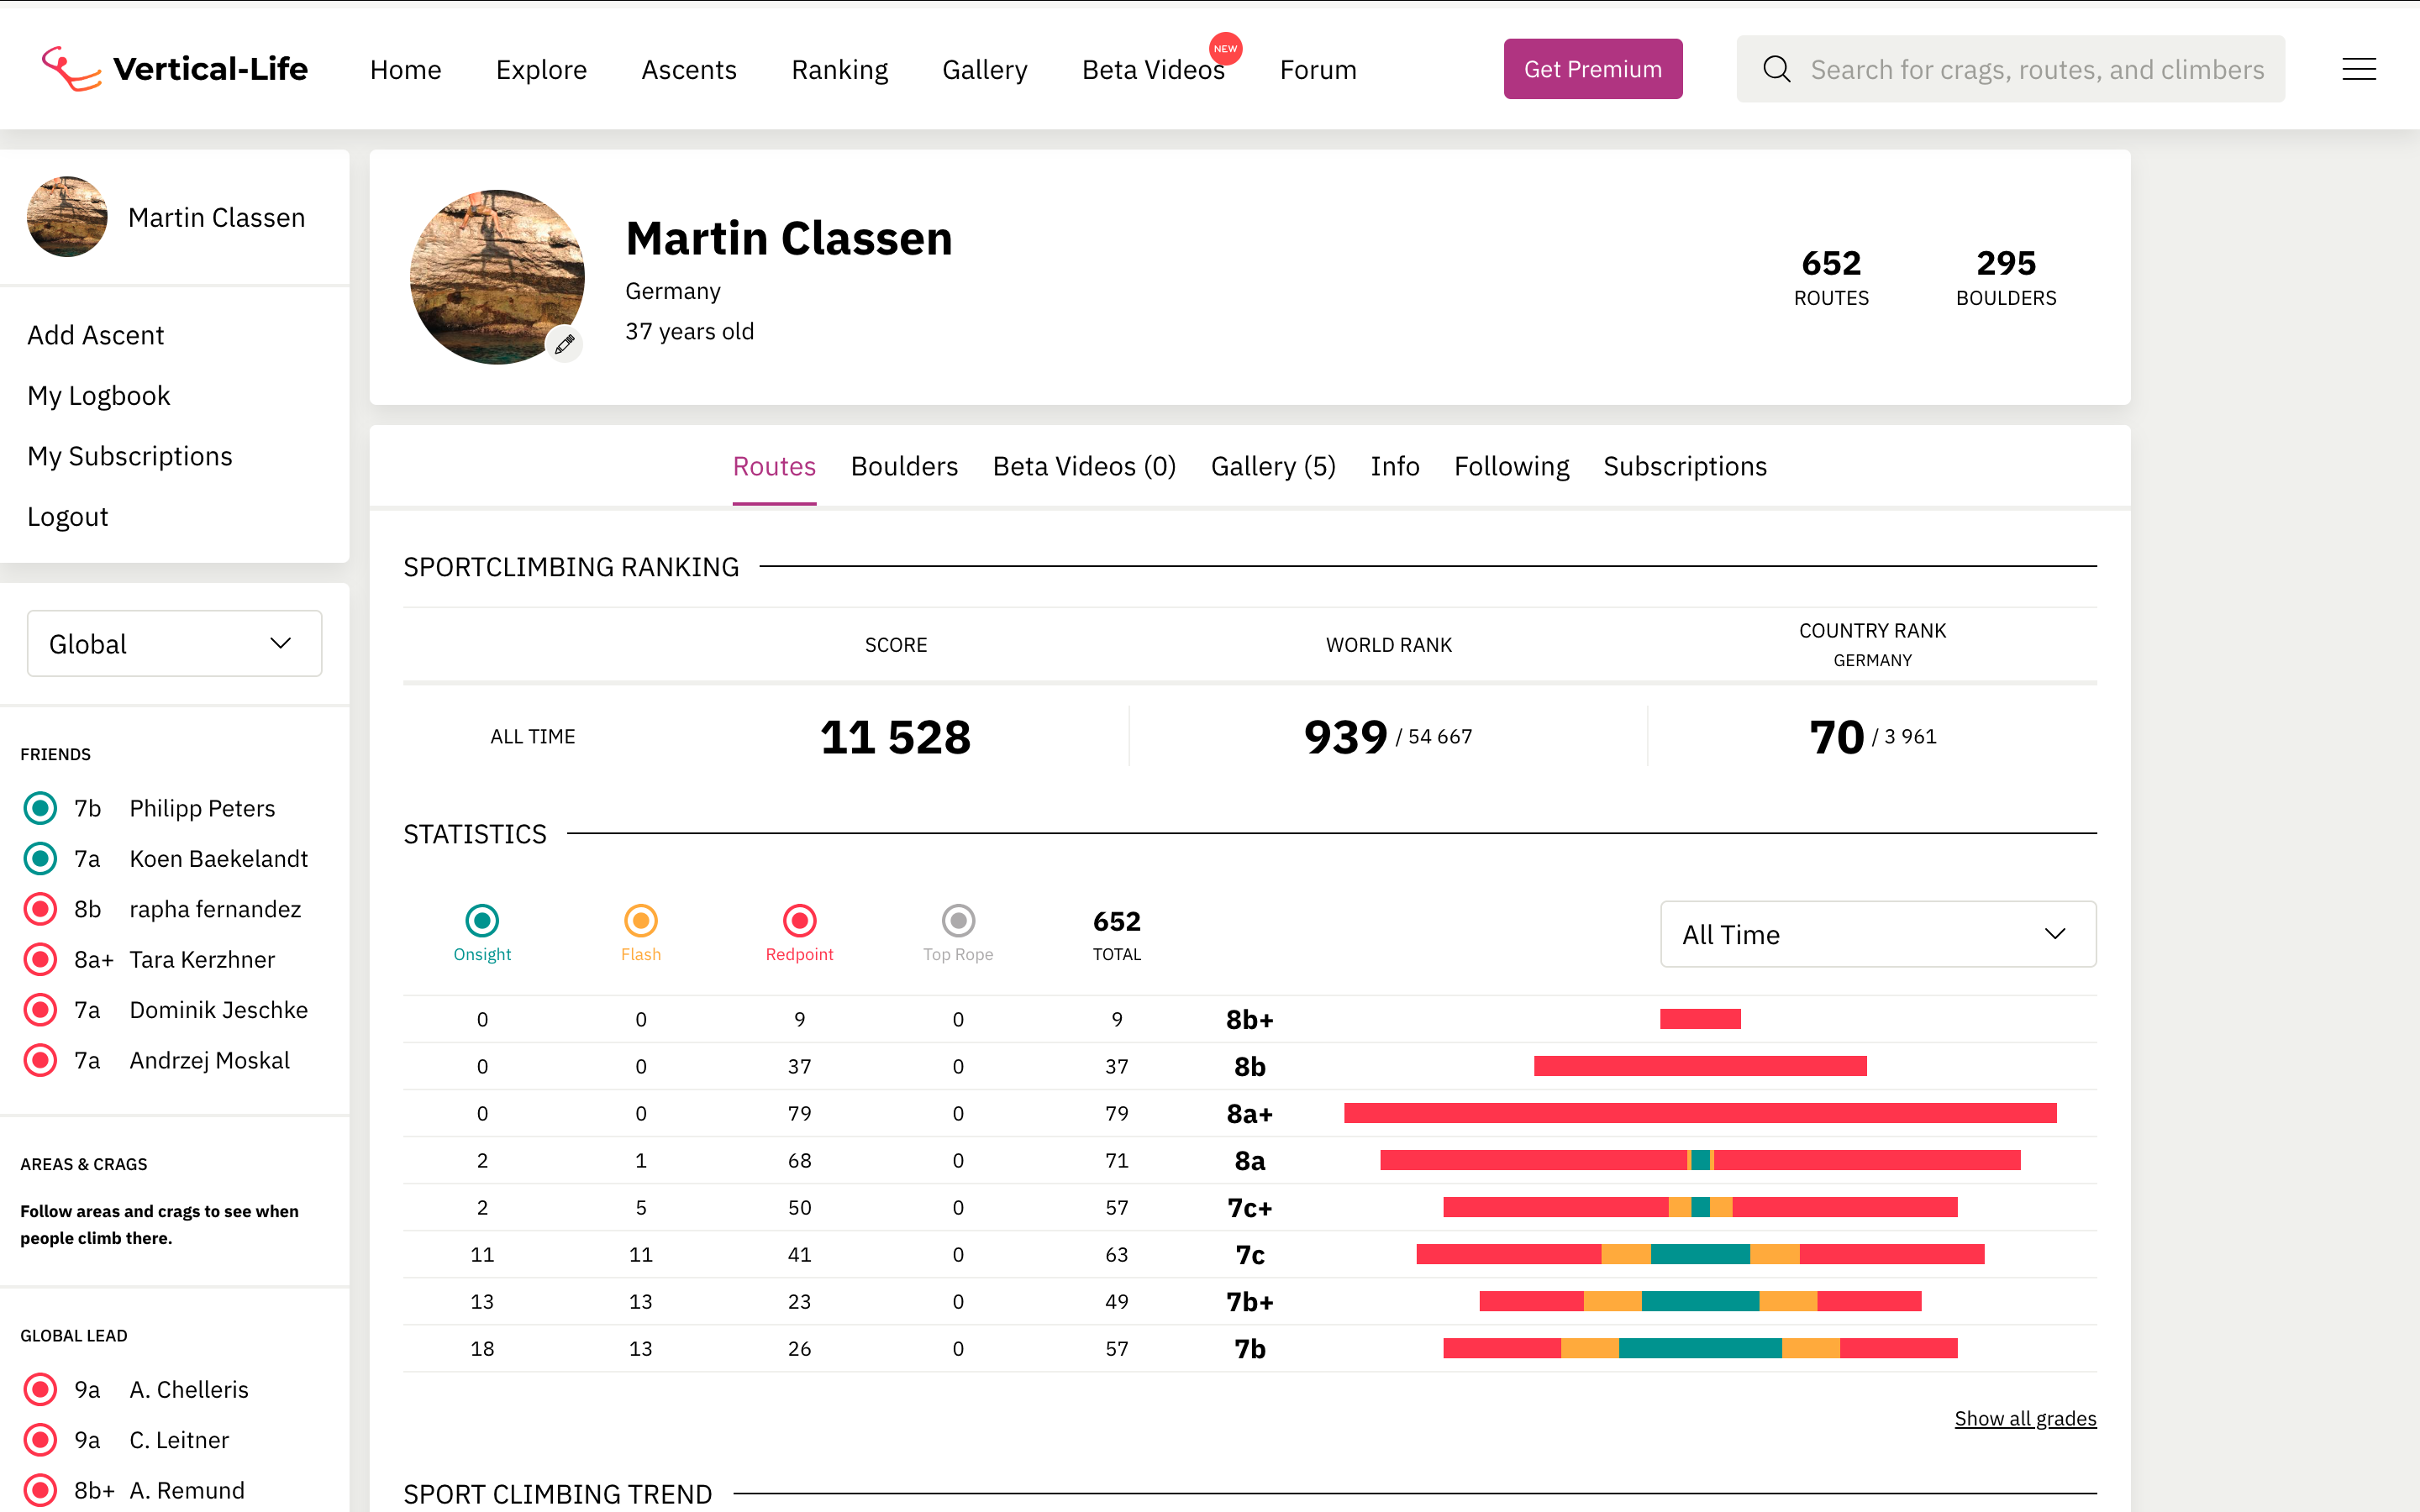 Vertical-Life
Home Explore Ascents Ranking Gallery Beta Videos NEW Forum
Get Premium
Search for crags, routes, and climbers
Martin Classen
Add Ascent
My Logbook
My Subscriptions
Logout
Global
FRIENDS
7b Philipp Peters
7a Koen Baekelandt
8b rapha fernandez
8a+ Tara Kerzhner
7a Dominik Jeschke
7a Andrzej Moskal
AREAS & CRAGS
Follow areas and crags to see when
people climb there.
GLOBAL LEAD
9a A. Chelleris
9a C. Leitner
8b+ A. Remund
Martin Classen
Germany
37 years old
652
ROUTES
295
BOULDERS
Routes Boulders Beta Videos (0) Gallery (5) Info Following Subscriptions
SPORTCLIMBING RANKING
SCORE WORLD RANK COUNTRY RANK
GERMANY
ALL TIME 11 528 939 / 54 667 70 / 3 961
STATISTICS
Onsight Flash Redpoint Top Rope 652 TOTAL
All Time
0 0 9 0 9 8b+
0 0 37 0 37 8b
0 0 79 0 79 8a+
2 1 68 0 71 8a
2 5 50 0 57 7c+
11 11 41 0 63 7c
13 13 23 0 49 7b+
18 13 26 0 57 7b
Show all grades
SPORT CLIMBING TREND